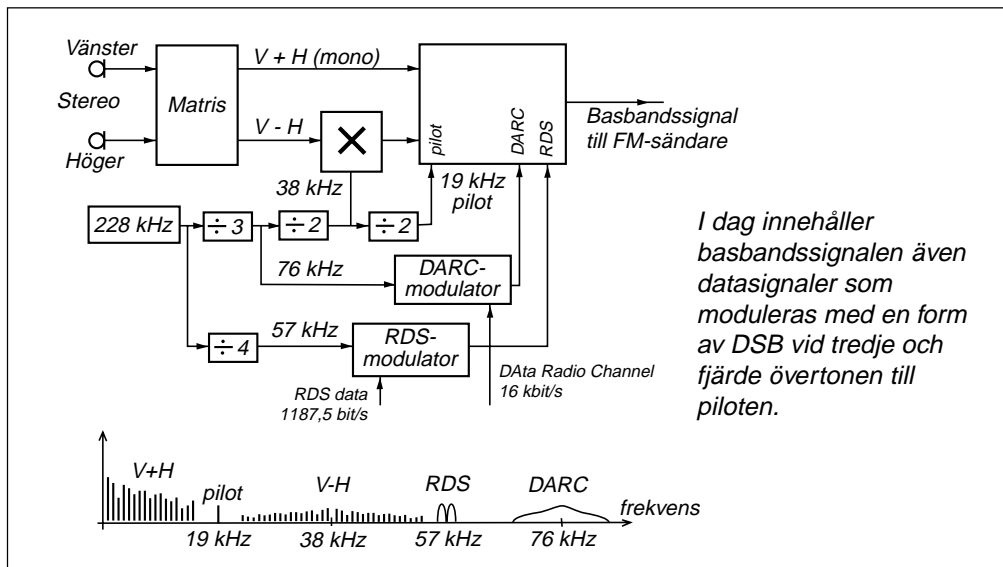 Vänster
Stereo
Höger
Matris
V + H (mono)
V - H
×
38 kHz
pilot
DARC
RDS
19 kHz
pilot
Basbandssignal
till FM-sändare
228 kHz
÷ 3
÷ 2
÷ 2
76 kHz
DARC-
modulator
÷ 4
57 kHz
RDS-
modulator
RDS data
1187,5 bit/s
DAta Radio Channel
16 kbit/s
I dag innehåller
basbandssignalen även
datasignaler som
moduleras med en form
av DSB vid tredje och
fjärde övertonen till
piloten.
V+H
pilot
V-H
RDS
DARC
frekvens
19 kHz
38 kHz
57 kHz
76 kHz